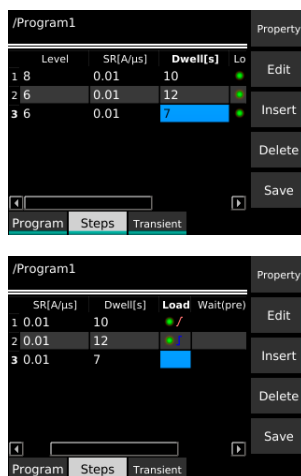 /Program1
Property
Level SR[A/µs] Dwell[s] Lo
1 8 0.01 10
Edit
2 6 0.01 12
3 6 0.01 7
Insert
Delete
Save
Program Steps Transient
/Program1
Property
SR[A/µs] Dwell[s] Load Wait(pre)
1 0.01 10
Edit
2 0.01 12
3 0.01 7
Insert
Delete
Save
Program Steps Transient